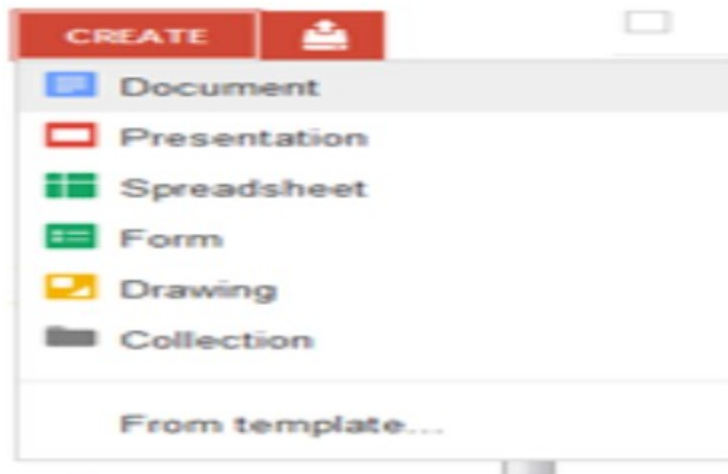 CREATE
Document
Presentation
Spreadsheet
Form
Drawing
Collection
From template...